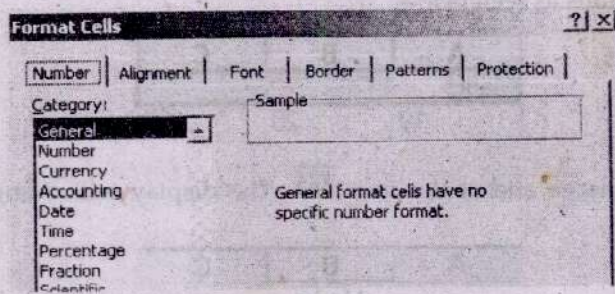 Format Cells ? ×
Number Alignment Font Border Patterns Protection
Category: Sample
General
Number
Currency General format cells have no
Accounting specific number format.
Date
Time
Percentage
Fraction
Scientific